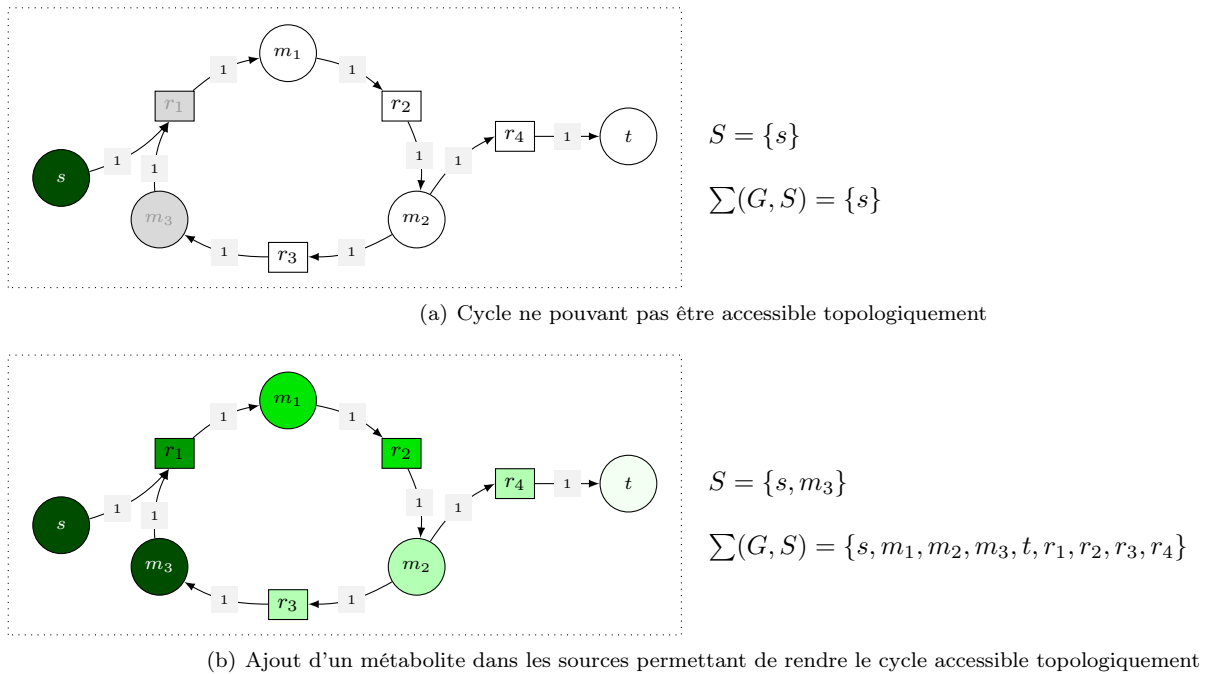 m₁
1
1
r₁
r₂
r₄
1
t
S = {s}
1
1
1
1
s
∑(G, S) = {s}
m₃
m₂
1
r₃
1
(a) Cycle ne pouvant pas être accessible topologiquement
m₁
1
1
r₁
r₂
r₄
1
t
S = {s, m₃}
1
1
1
1
s
∑(G, S) = {s, m₁, m₂, m₃, t, r₁, r₂, r₃, r₄}
m₃
m₂
1
r₃
1
(b) Ajout d'un métabolite dans les sources permettant de rendre le cycle accessible topologiquement